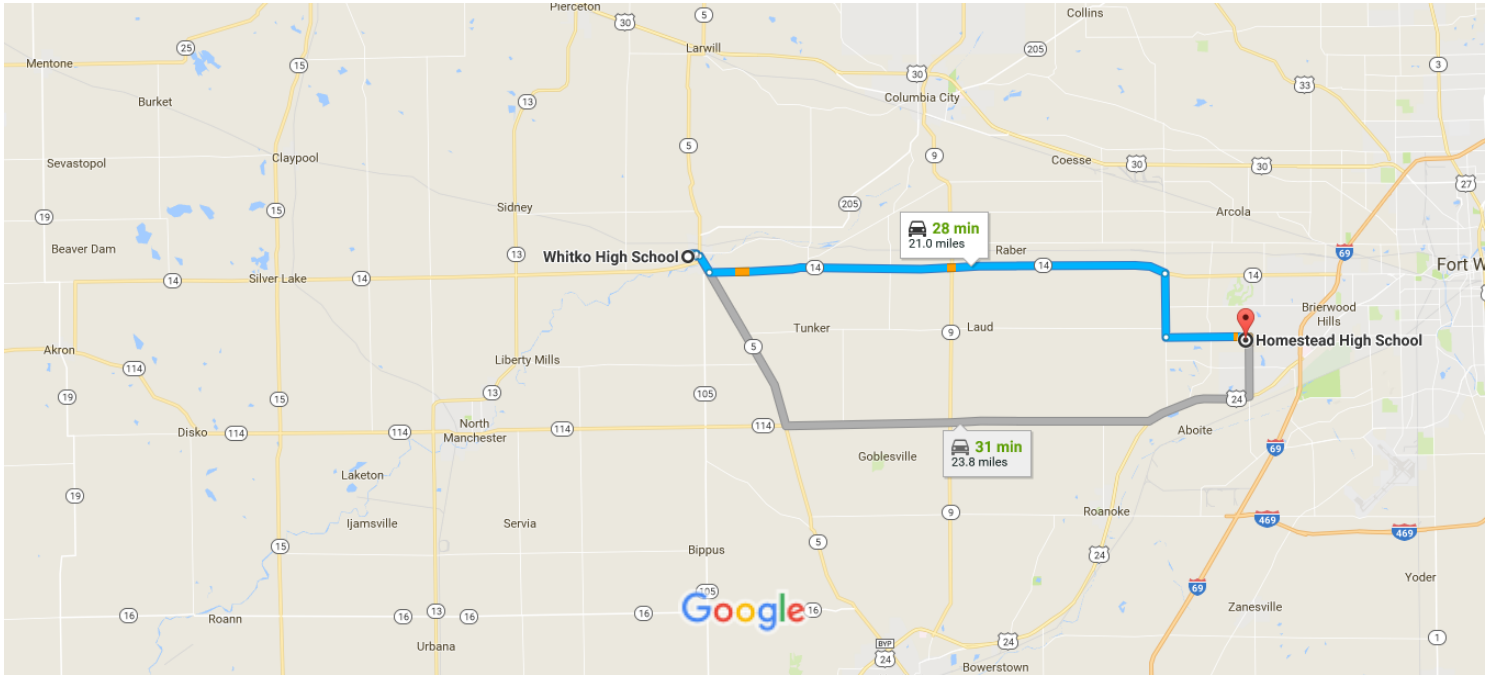 Pierceton
30
5
Collins
Mentone
25
15
Larwill
205
30
3
33
Burket
13
Columbia City
30
5
Sevastopol
Claypool
9
Coesse
30
30
27
15
Sidney
205
Arcola
19
Beaver Dam
13
28 min
21.0 miles
Raber
69
Whitko High School
14
Silver Lake
14
14
14
14
Fort W
Brierwood
Hills
Tunker
9
Laud
Homestead High School
Akron
114
Liberty Mills
5
19
15
13
105
24
Disko
114
114
North
Manchester
114
114
Aboite
31 min
23.8 miles
Goblesville
69
Laketon
19
Ijamsville
Servia
9
Roanoke
469
469
15
Bippus
5
24
Yoder
69
105
16
Roann
16
13
16
Google
16
Zanesville
1
Urbana
BYP
24
24
Bowerstown